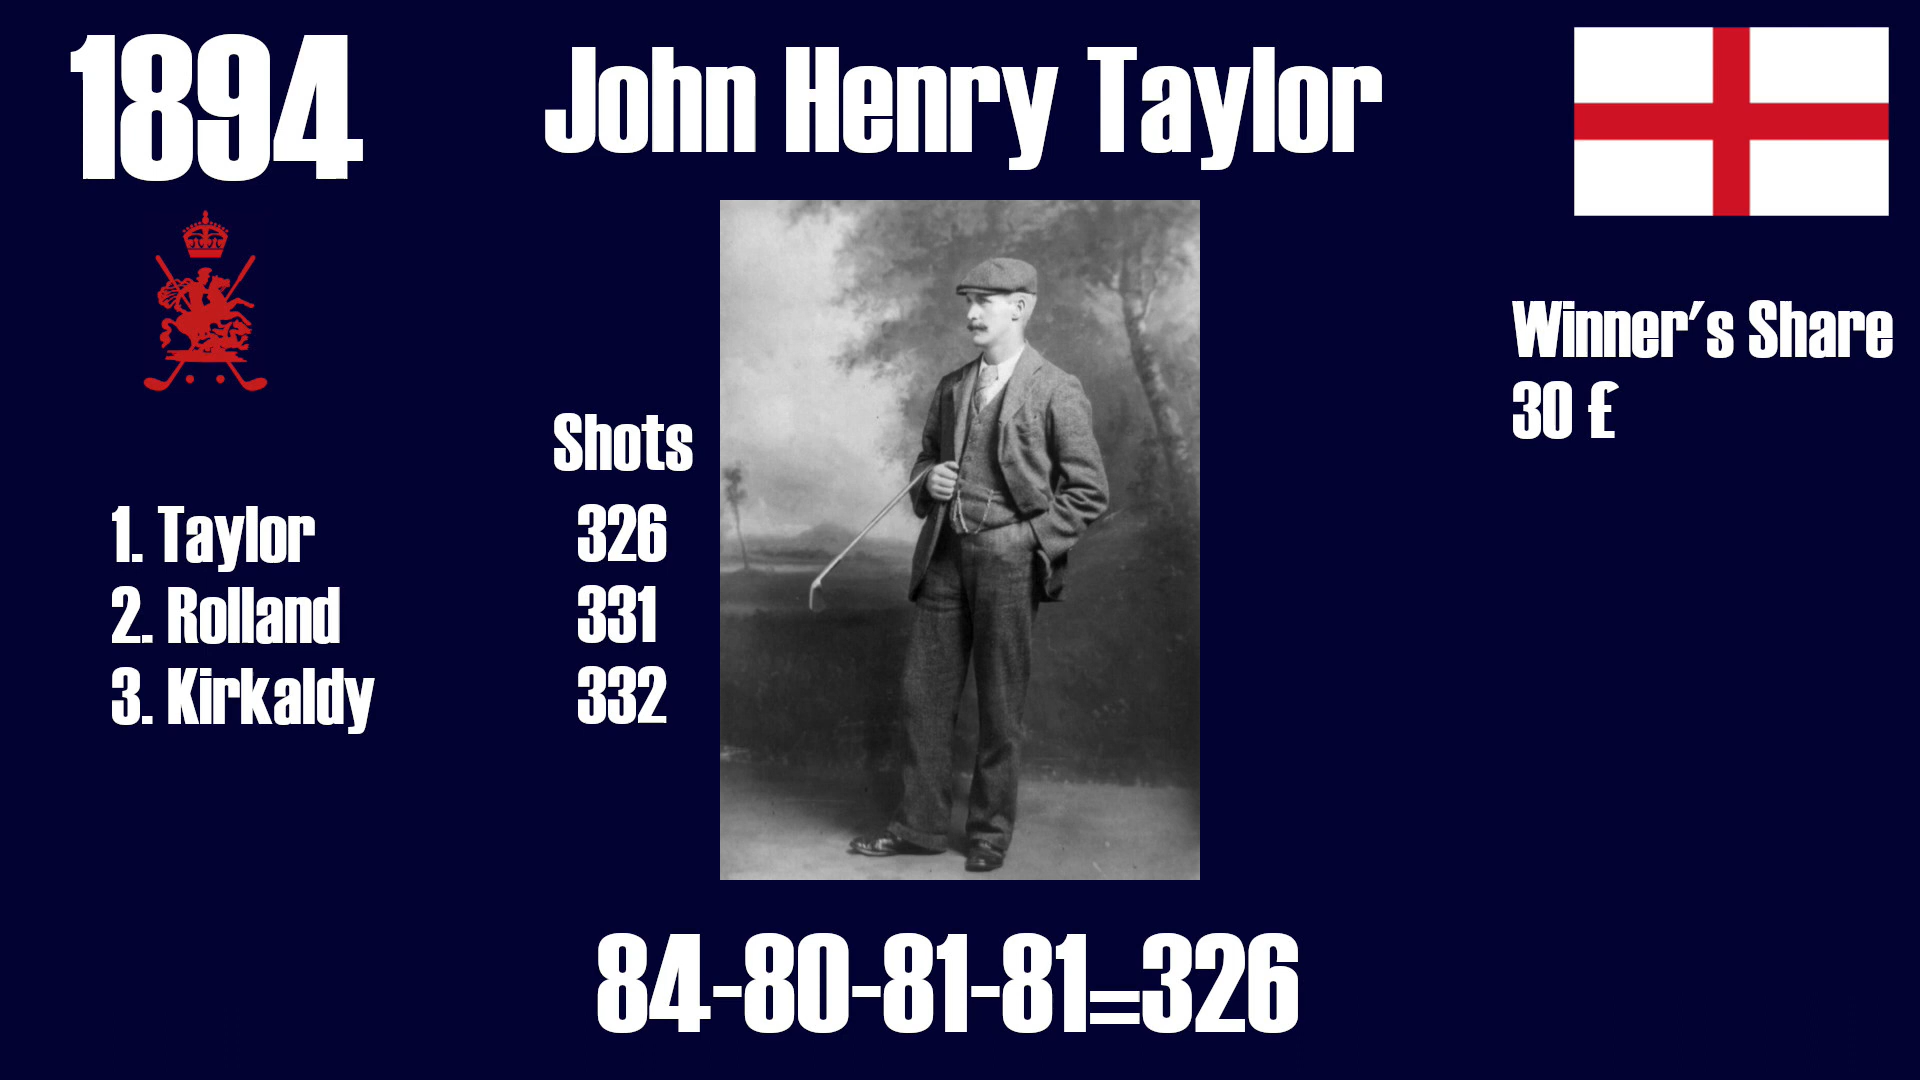 1894
John Henry Taylor
Winner's Share
30 £
Shots
1. Taylor 326
2. Rolland 331
3. Kirkaldy 332
84-80-81-81=326